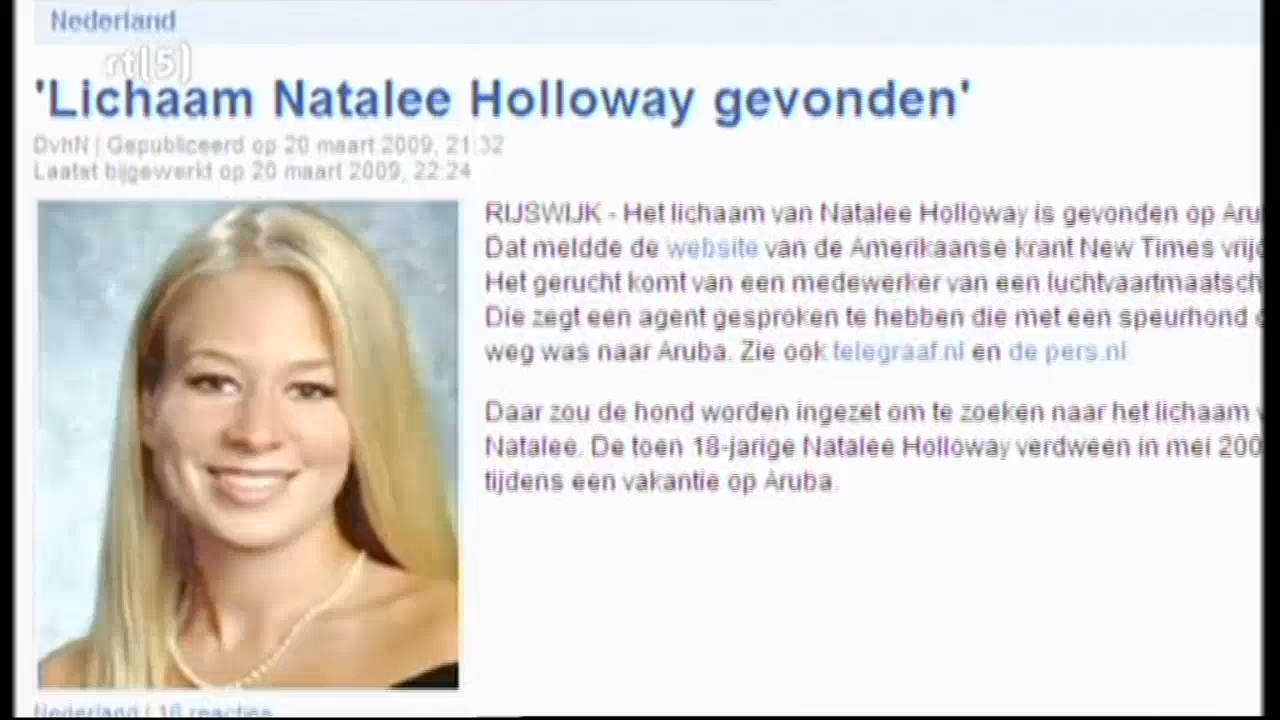 Nederland
rtl5
'Lichaam Natalee Holloway gevonden'
DvhN | Gepubliceerd op 20 maart 2009, 21:32
Laatst bijgewerkt op 20 maart 2009, 22:24
RIJSWIJK - Het lichaam van Natalee Holloway is gevonden op Aru
Dat meldde de website van de Amerikaanse krant New Times vrijd
Het gerucht komt van een medewerker van een luchtvaartmaatsch
Die zegt een agent gesproken te hebben die met een speurhond
weg was naar Aruba. Zie ook telegraaf.nl en de pers.nl
Daar zou de hond worden ingezet om te zoeken naar het lichaam v
Natalee. De toen 18-jarige Natalee Holloway verdween in mei 200
tijdens een vakantie op Aruba.
Nederland | 16 reacties